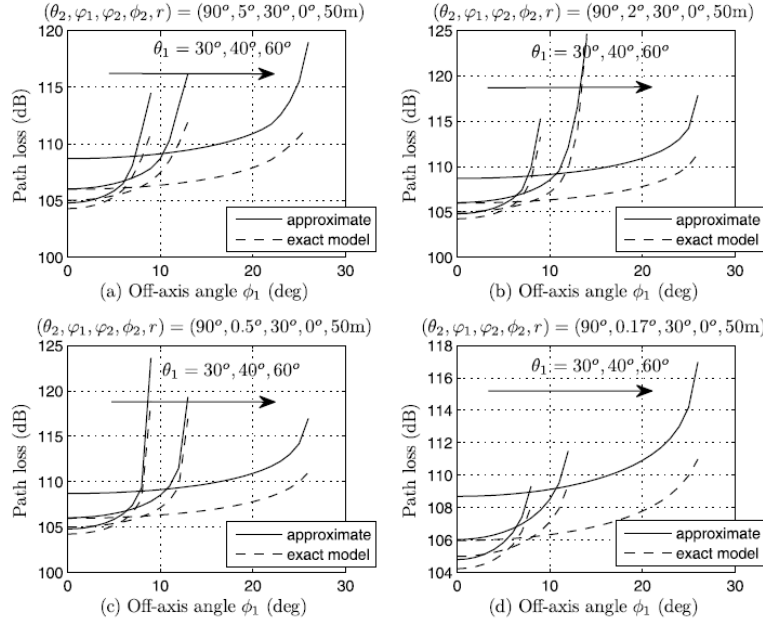 (θ₂, φ₁, φ₂, ϕ₂, r) = (90°, 5°, 30°, 0°, 50m)
θ₁ = 30°, 40°, 60°
Path loss (dB)
120
115
110
105
100
0
10
20
30
approximate
exact model
(a) Off-axis angle ϕ₁ (deg)
(θ₂, φ₁, φ₂, ϕ₂, r) = (90°, 2°, 30°, 0°, 50m)
θ₁ = 30°, 40°, 60°
Path loss (dB)
125
120
115
110
105
100
0
10
20
30
approximate
exact model
(b) Off-axis angle ϕ₁ (deg)
(θ₂, φ₁, φ₂, ϕ₂, r) = (90°, 0.5°, 30°, 0°, 50m)
θ₁ = 30°, 40°, 60°
Path loss (dB)
125
120
115
110
105
100
0
10
20
30
approximate
exact model
(c) Off-axis angle ϕ₁ (deg)
(θ₂, φ₁, φ₂, ϕ₂, r) = (90°, 0.17°, 30°, 0°, 50m)
θ₁ = 30°, 40°, 60°
Path loss (dB)
118
116
114
112
110
108
106
104
0
10
20
30
approximate
exact model
(d) Off-axis angle ϕ₁ (deg)